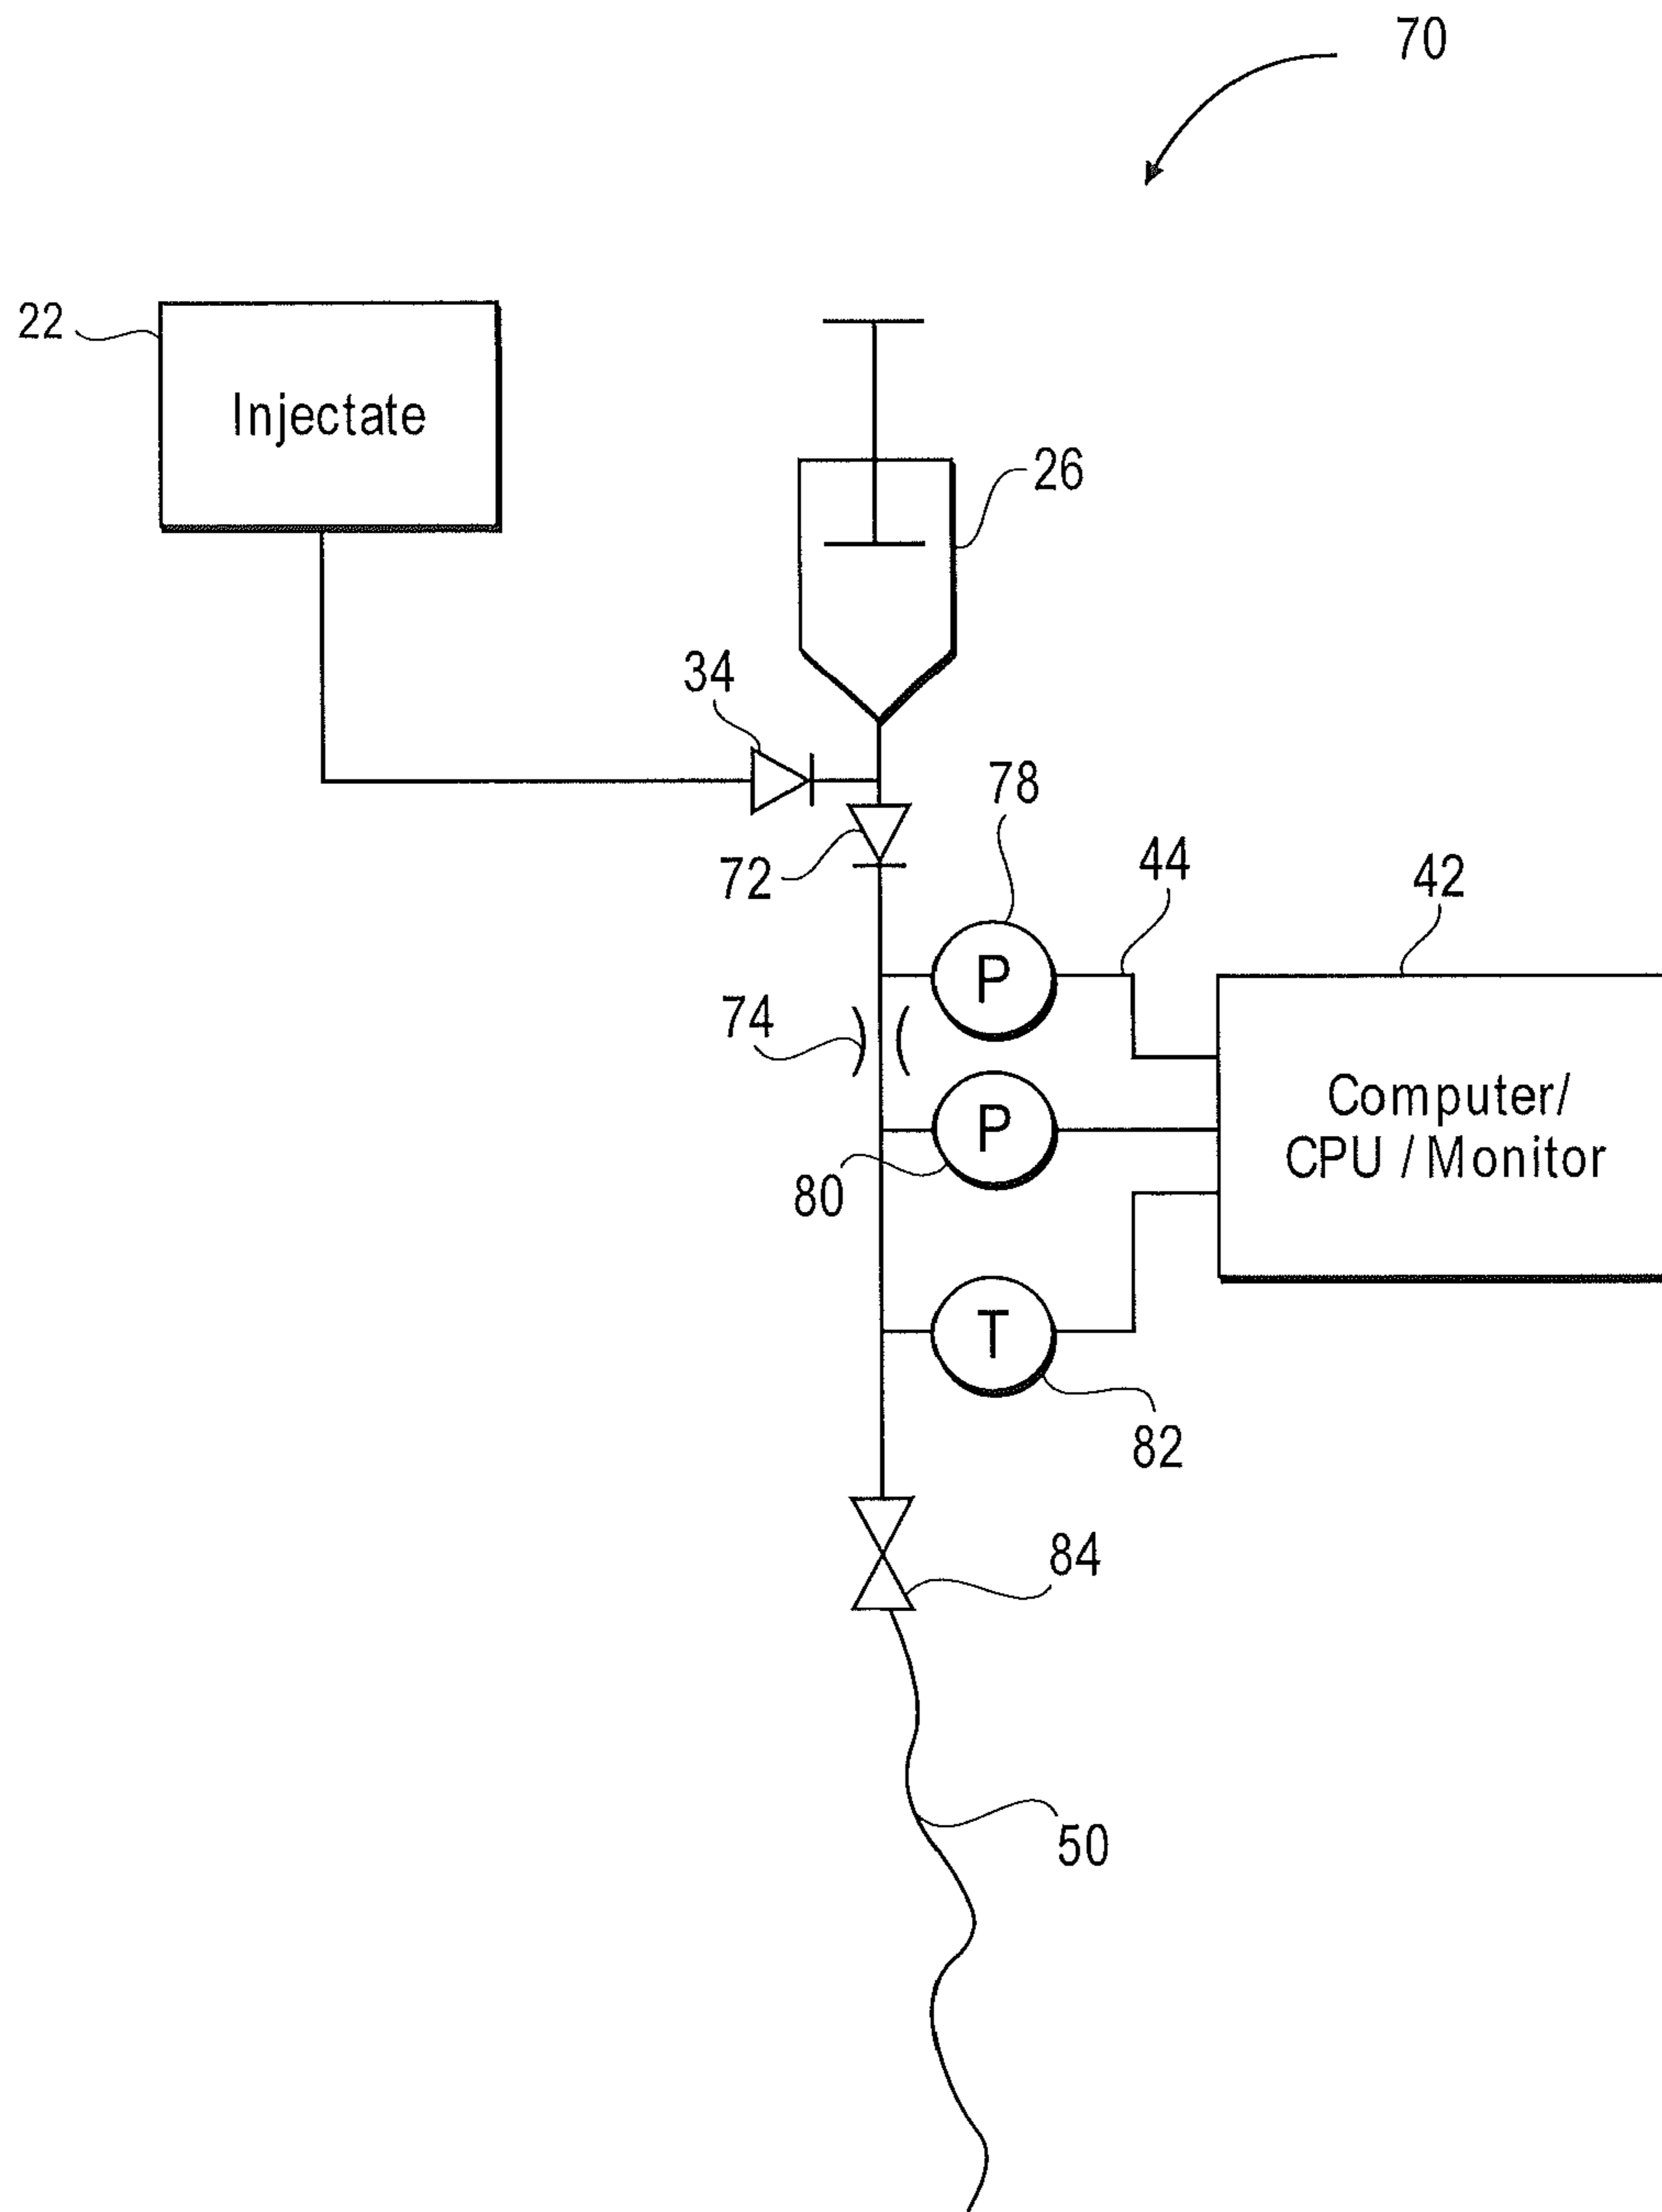 70
22
Injectate
26
34
78
72
44
42
P
74
Computer/
CPU / Monitor
P
80
T
82
84
50